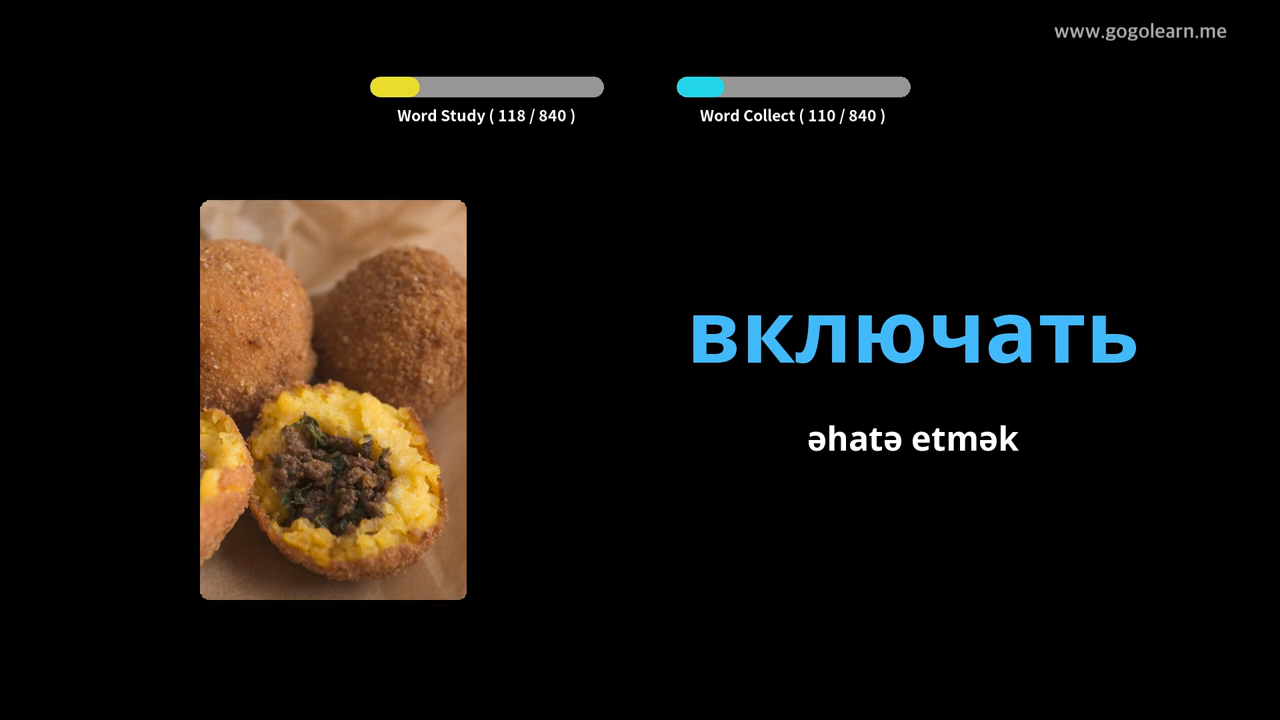 www.gogolearn.me
Word Study ( 118 / 840 )
Word Collect ( 110 / 840 )
включать
əhatə etmək